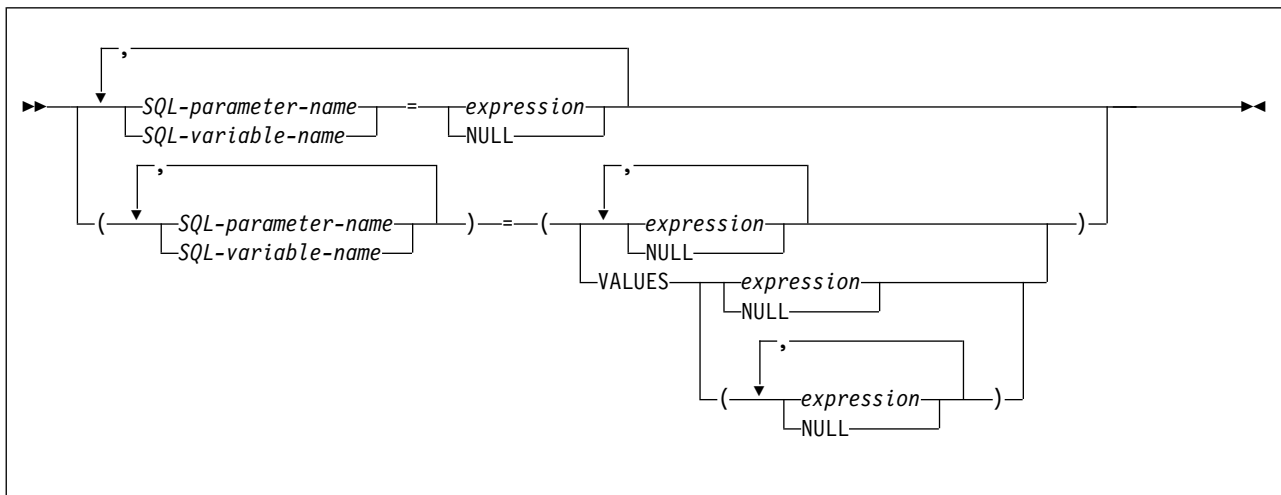 ,
SQL-parameter-name = expression
SQL-variable-name NULL
, ,
( SQL-parameter-name ) = ( expression )
SQL-variable-name NULL
VALUES expression
NULL
,
( expression )
NULL